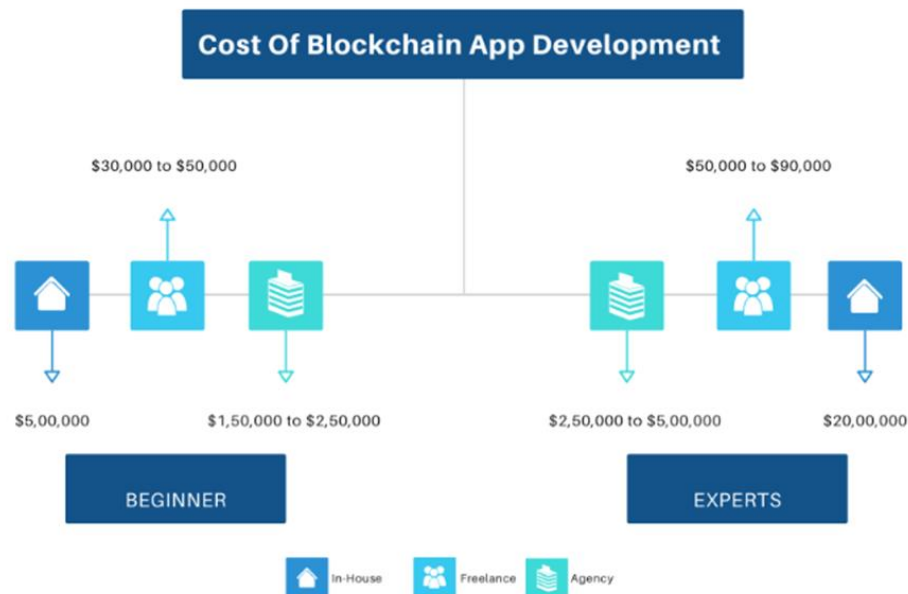 Cost Of Blockchain App Development
$30,000 to $50,000
$50,000 to $90,000
$5,00,000
$1,50,000 to $2,50,000
$2,50,000 to $5,00,000
$20,00,000
BEGINNER
EXPERTS
In-House
Freelance
Agency